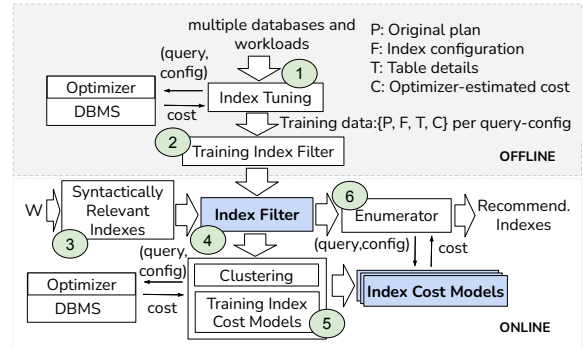 multiple databases and
workloads
P: Original plan
F: Index configuration
T: Table details
C: Optimizer-estimated cost
(query,
config)
1
Optimizer
DBMS
cost
Index Tuning
Training data:{P, F, T, C} per query-config
2
Training Index Filter
OFFLINE
W
Syntactically
Relevant
Indexes
3
Index Filter
4
6
Enumerator
Recommend.
Indexes
(query,
config)
(query,config)
cost
Optimizer
DBMS
cost
Clustering
Training Index
Cost Models
5
Index Cost Models
ONLINE